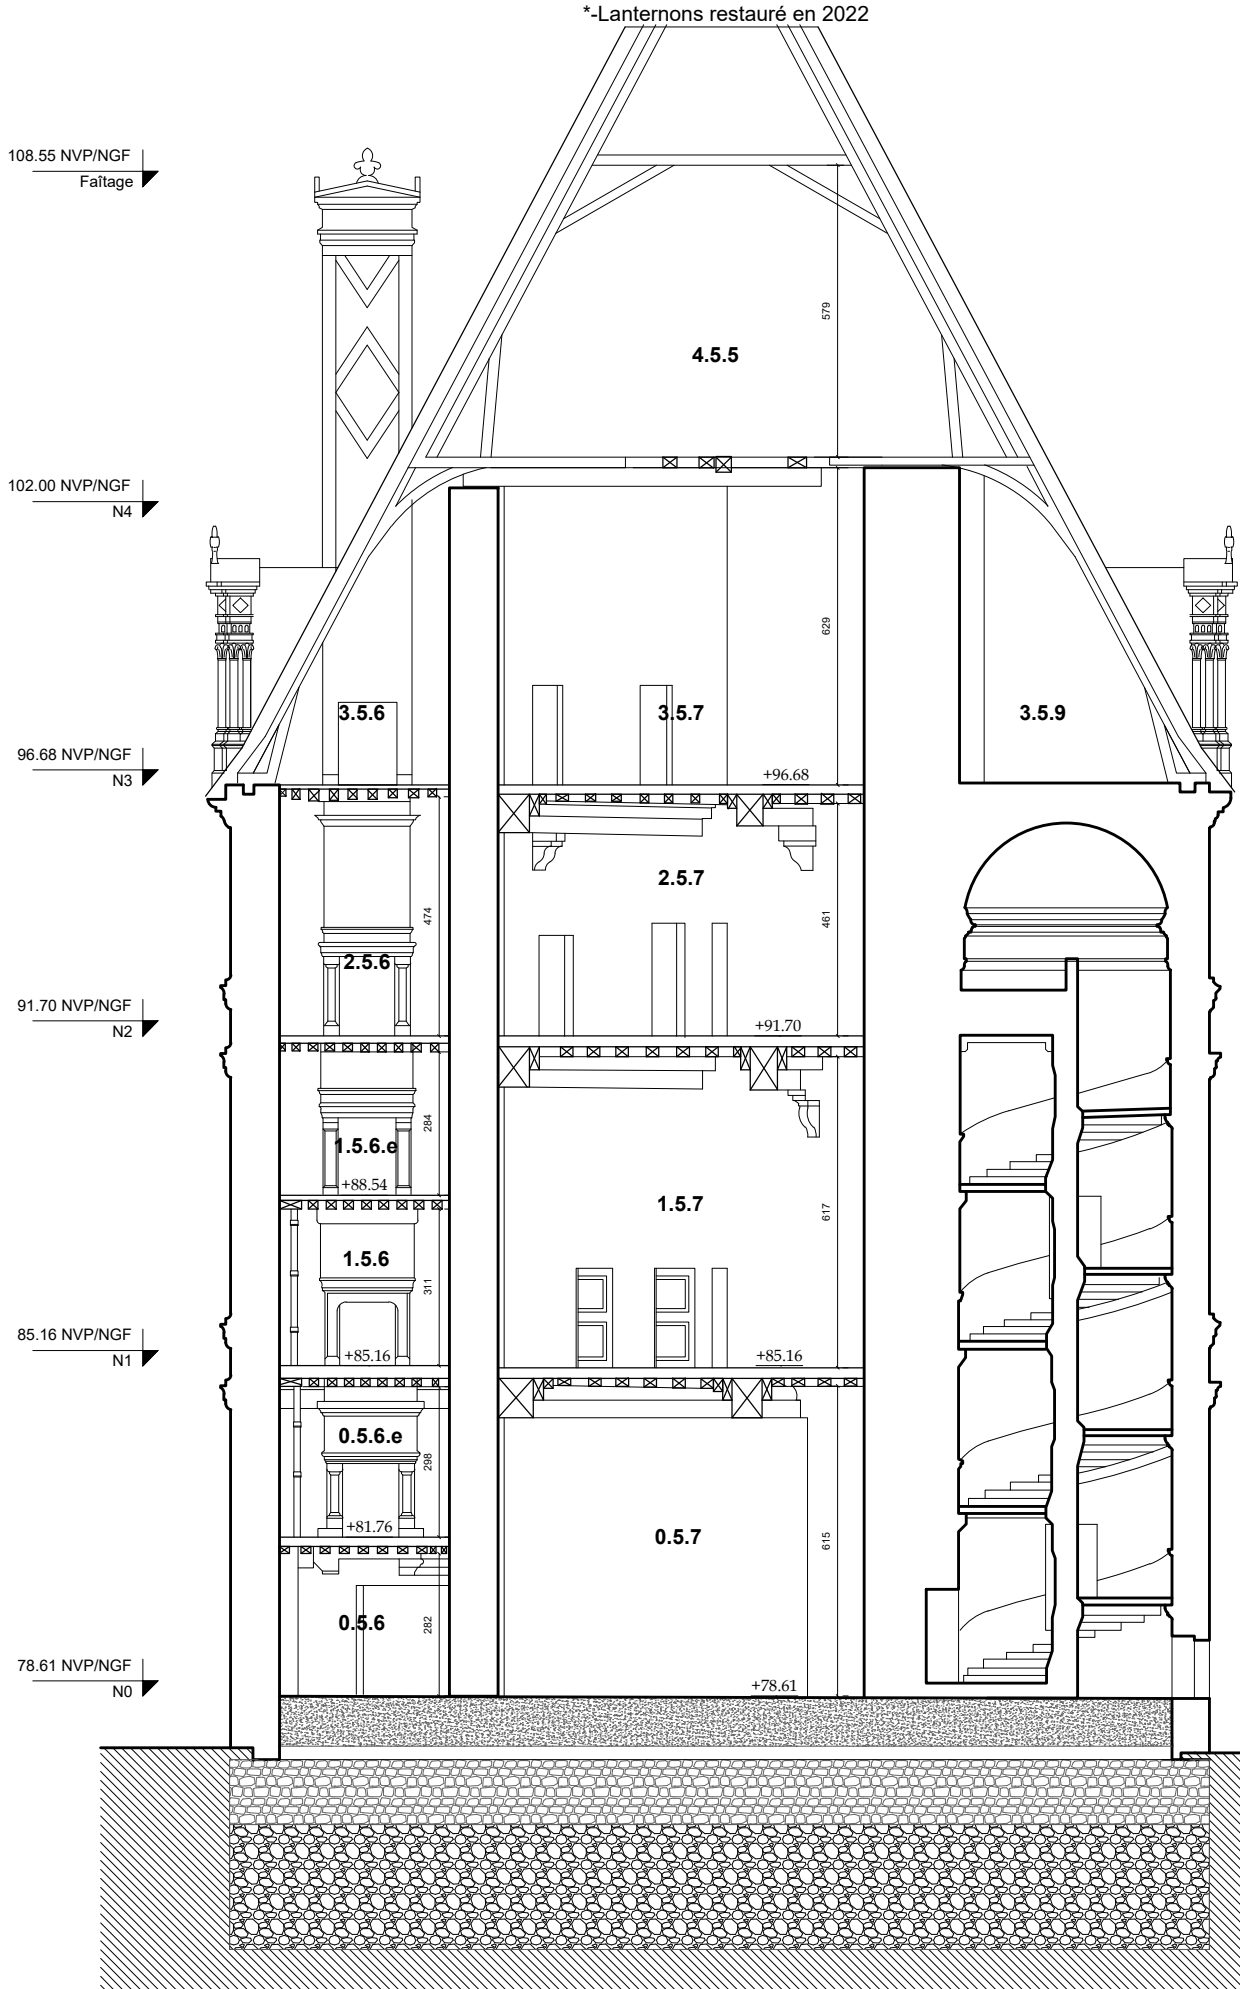 *-Lanternons restauré en 2022
108.55 NVP/NGF
Faîtage
579
4.5.5
102.00 NVP/NGF
N4
629
3.5.6
3.5.7
3.5.9
96.68 NVP/NGF
N3
+96.68
2.5.7
474
461
2.5.6
91.70 NVP/NGF
N2
+91.70
284
1.5.6.e
+88.54
1.5.7
617
1.5.6
311
85.16 NVP/NGF
N1
+85.16
+85.16
0.5.6.e
298
+81.76
0.5.7
615
0.5.6
282
78.61 NVP/NGF
N0
+78.61